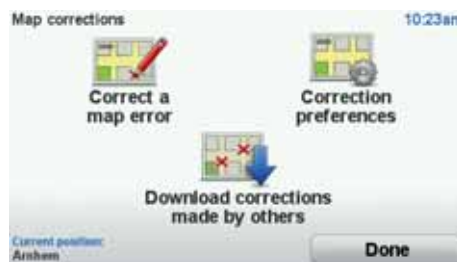 Map corrections
10:23am
Correct a
map error
Correction
preferences
Download corrections
made by others
Current position:
Arnhem
Done